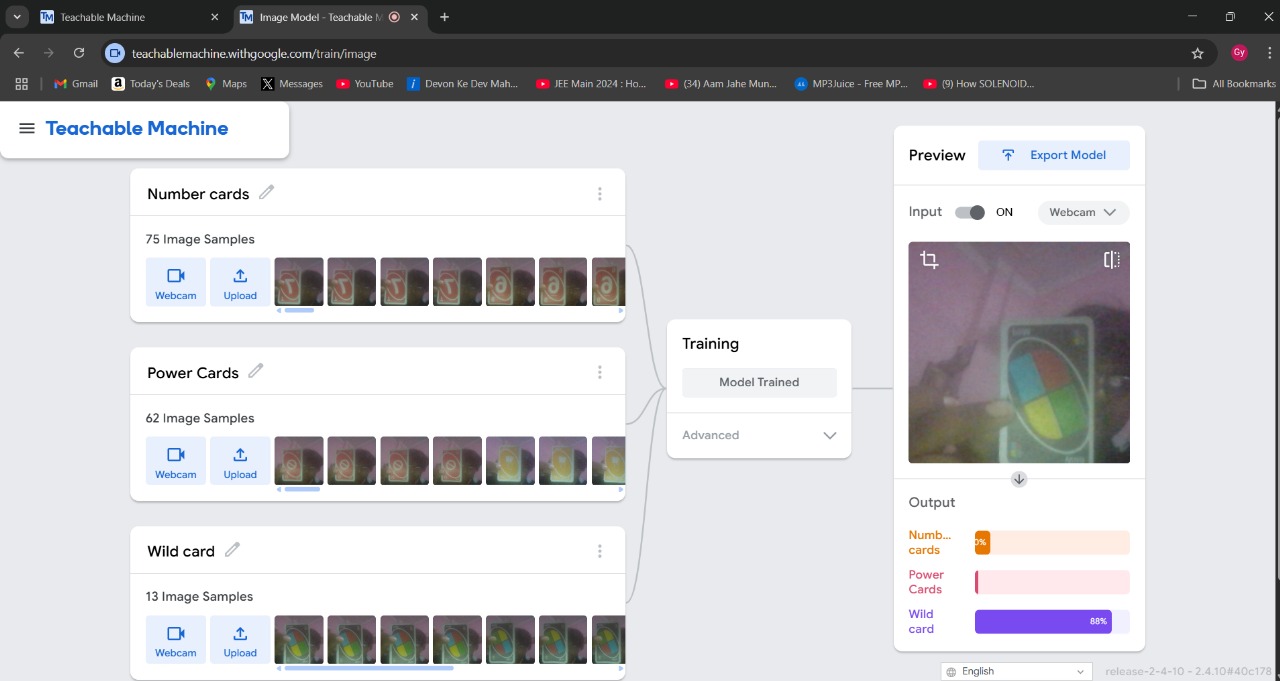 Teachable Machine
Image Model - Teachable M
teachablemachine.withgoogle.com/train/image
Gy
Gmail
Today's Deals
Maps
Messages
YouTube
Devon Ke Dev Mah...
JEE Main 2024 : Ho...
(34) Aam Jahe Mun...
MP3Juice - Free MP...
(9) How SOLENOID...
All Bookmarks
Teachable Machine
Number cards
75 Image Samples
Webcam
Upload
Power Cards
62 Image Samples
Webcam
Upload
Wild card
13 Image Samples
Webcam
Upload
Training
Model Trained
Advanced
Preview
Export Model
Input
ON
Webcam
Output
Numb...
cards
0%
Power
Cards
Wild
card
88%
English
release-2-4-10 - 2.4.10#40c178